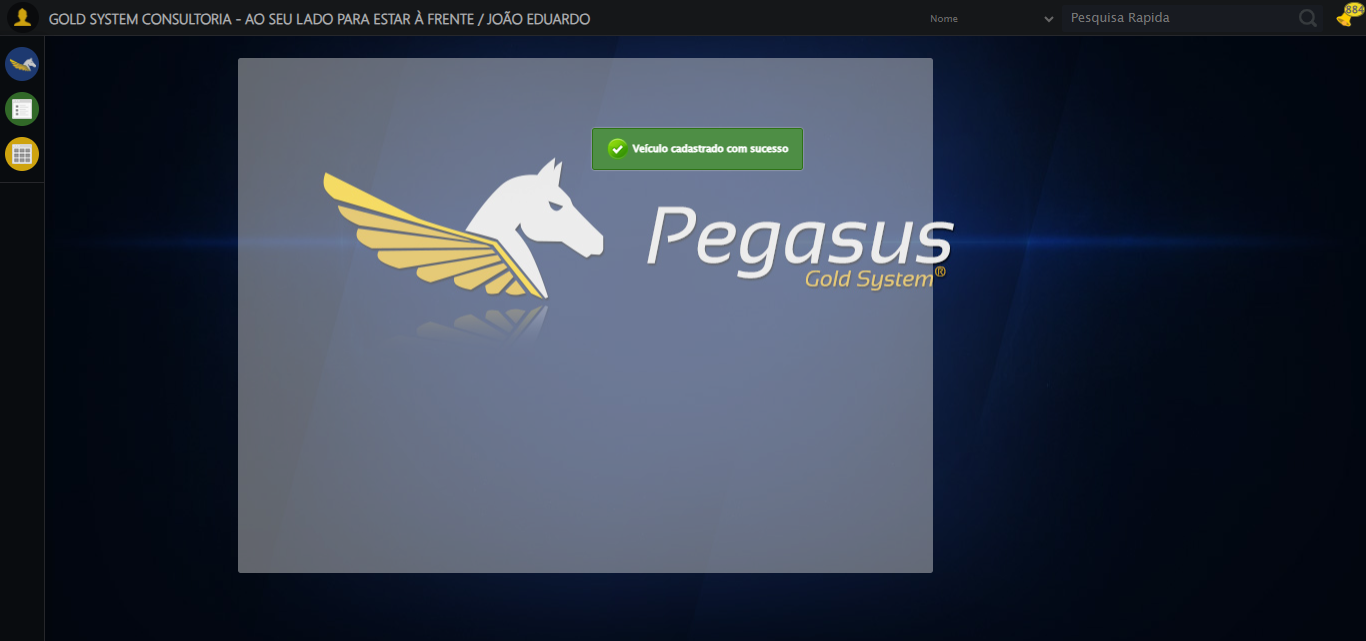 GOLD SYSTEM CONSULTORIA - AO SEU LADO PARA ESTAR À FRENTE / JOÃO EDUARDO
Nome
Pesquisa Rapida
884
Veículo cadastrado com sucesso
Pegasus
Gold System®